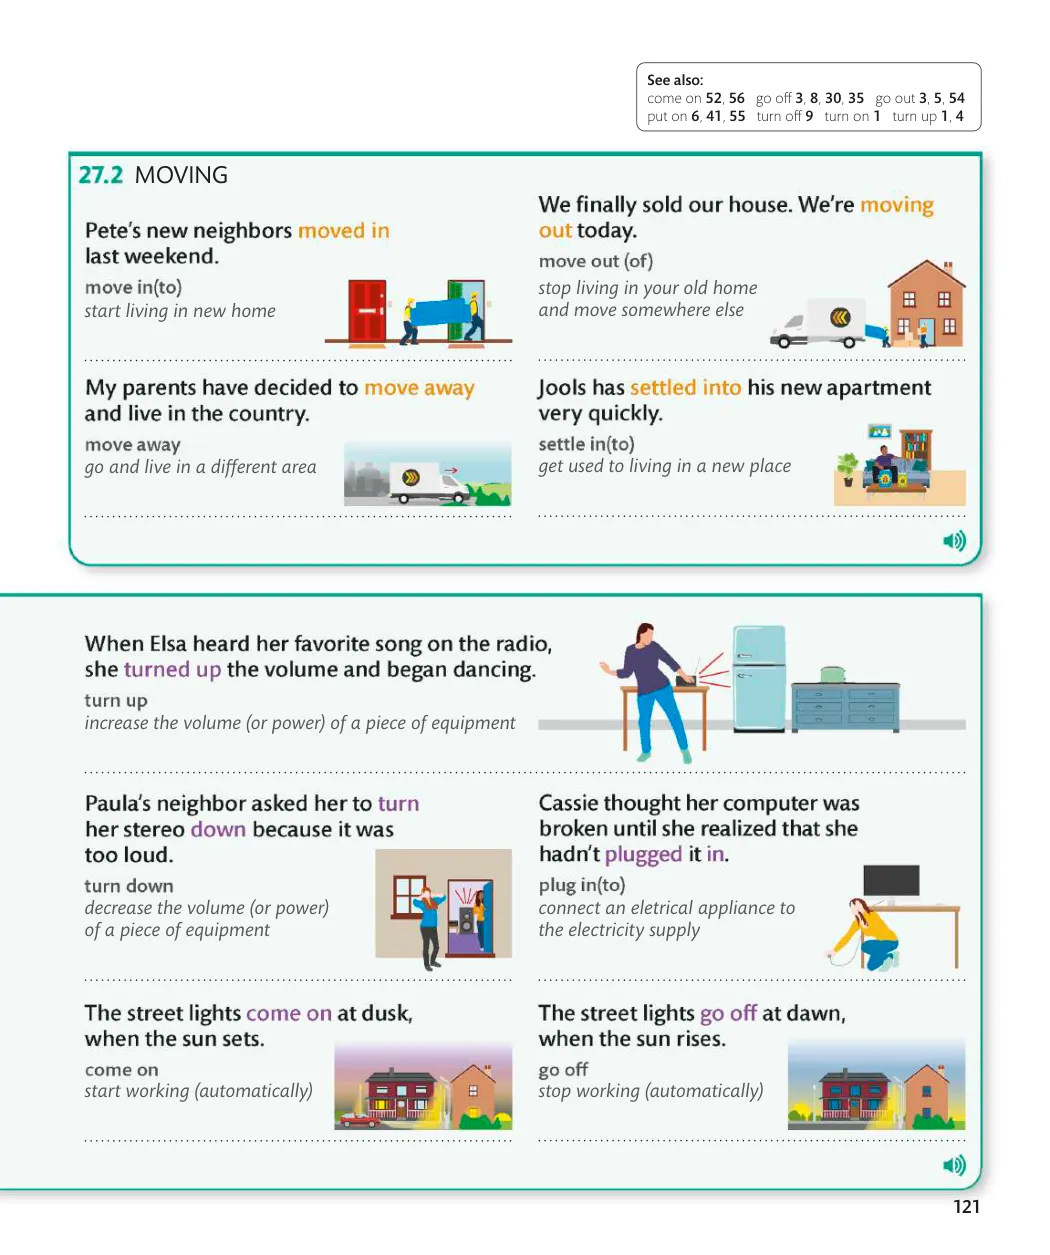 See also:
come on 52, 56 go off 3, 8, 30, 35 go out 3, 5, 54
put on 6, 41, 55 turn off 9 turn on 1 turn up 1, 4
27.2 MOVING
Pete's new neighbors moved in
last weekend.
move in(to)
start living in new home
We finally sold our house. We're moving
out today.
move out (of)
stop living in your old home
and move somewhere else
My parents have decided to move away
and live in the country.
move away
go and live in a different area
Jools has settled into his new apartment
very quickly.
settle in(to)
get used to living in a new place
When Elsa heard her favorite song on the radio,
she turned up the volume and began dancing.
turn up
increase the volume (or power) of a piece of equipment
Paula's neighbor asked her to turn
her stereo down because it was
too loud.
turn down
decrease the volume (or power)
of a piece of equipment
Cassie thought her computer was
broken until she realized that she
hadn't plugged it in.
plug in(to)
connect an eletrical appliance to
the electricity supply
The street lights come on at dusk,
when the sun sets.
come on
start working (automatically)
The street lights go off at dawn,
when the sun rises.
go off
stop working (automatically)
121